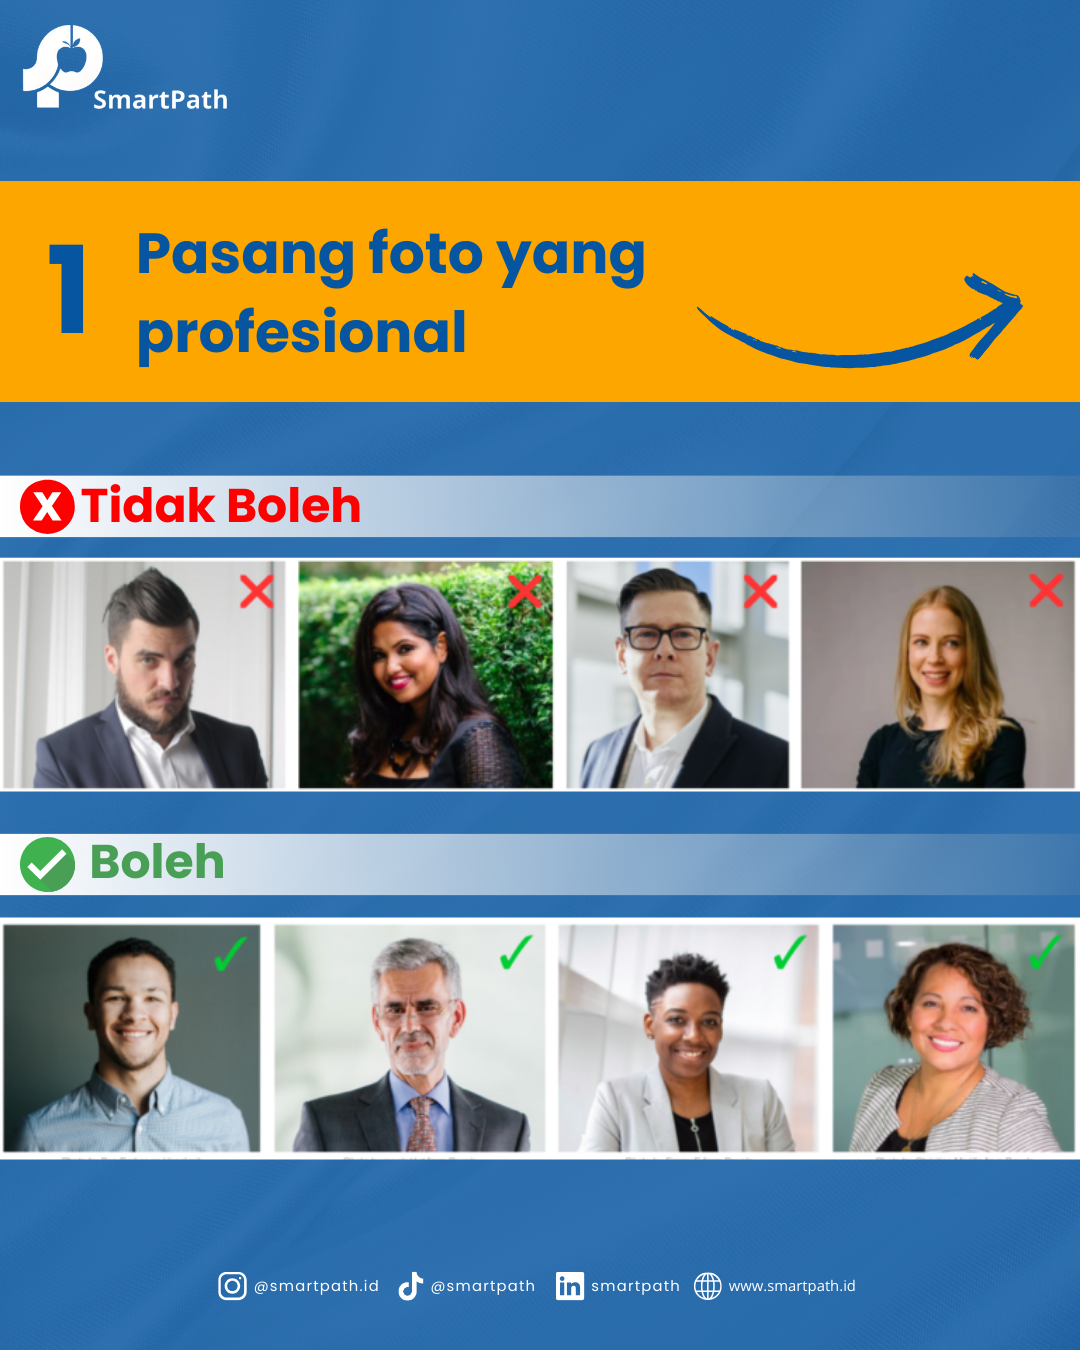 SmartPath
1
Pasang foto yang
profesional
X Tidak Boleh
Boleh
@smartpath.id @smartpath smartpath www.smartpath.id